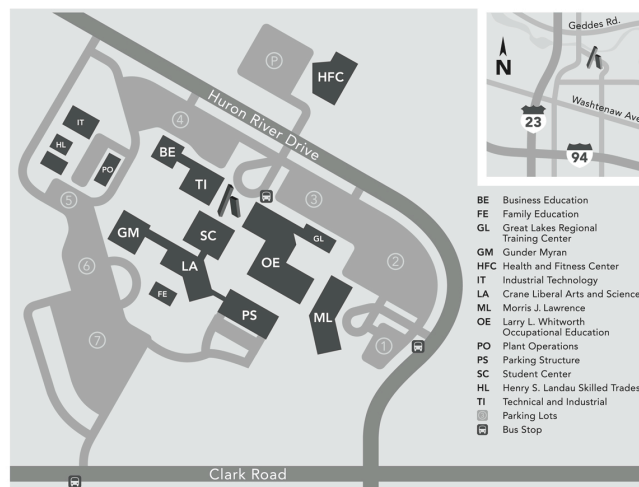 P
HFC
Huron River Drive
4
IT
HL
PO
BE
TI
3
5
GM
SC
GL
OE
2
6
LA
FE
PS
ML
7
1
Clark Road
Geddes Rd.
N
Washtenaw Ave
23
94
BE Business Education
FE Family Education
GL Great Lakes Regional
Training Center
GM Gunder Myran
HFC Health and Fitness Center
IT Industrial Technology
LA Crane Liberal Arts and Science
ML Morris J. Lawrence
OE Larry L. Whitworth
Occupational Education
PO Plant Operations
PS Parking Structure
SC Student Center
HL Henry S. Landau Skilled Trades
TI Technical and Industrial
Parking Lots
Bus Stop